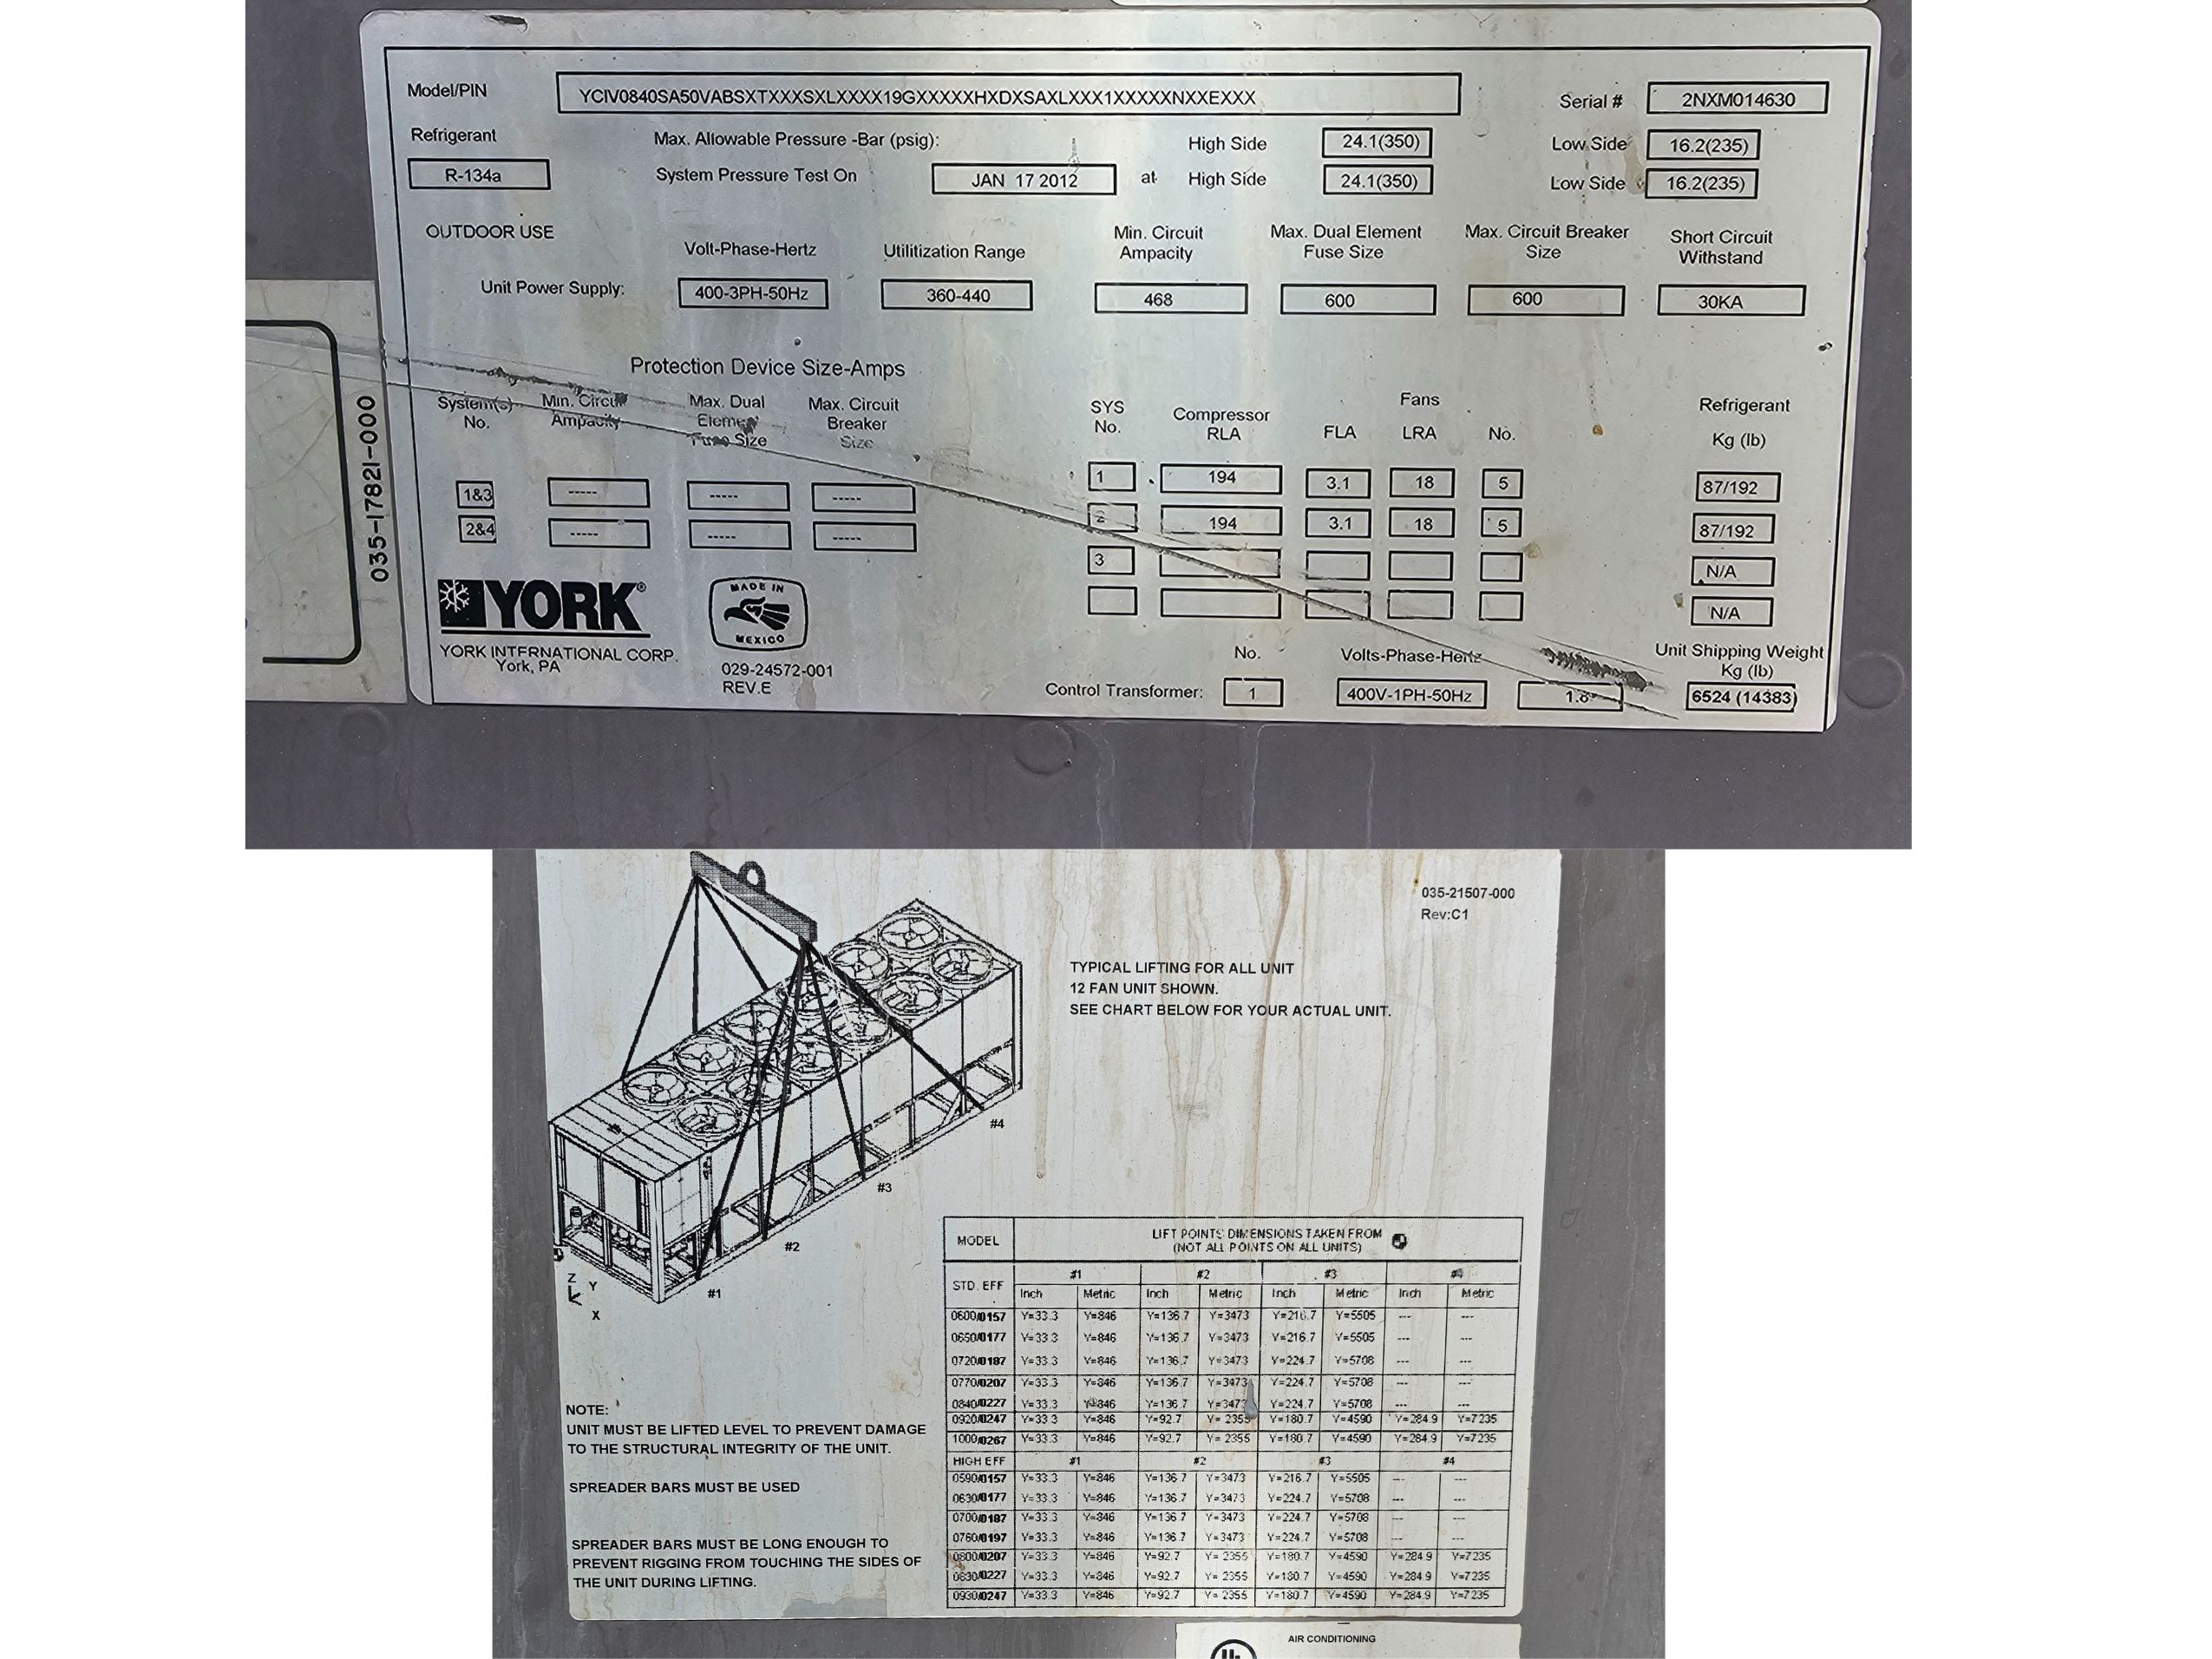 Model/PIN YCIV0840SA50VABSXTXXXSXLXXXX19GXXXXXHXDXSAXLXXX1XXXXXNXXEXXX Serial # 2NXM014630
Refrigerant Max. Allowable Pressure -Bar (psig): High Side 24.1(350) Low Side 16.2(235)
R-134a System Pressure Test On JAN 17 2012 at High Side 24.1(350) Low Side 16.2(235)
OUTDOOR USE
Volt-Phase-Hertz Utilitization Range Min. Circuit Ampacity Max. Dual Element Fuse Size Max. Circuit Breaker Size Short Circuit Withstand
Unit Power Supply: 400-3PH-50Hz 360-440 468 600 600 30KA
Protection Device Size-Amps
System(s) No. Min. Circuit Ampacity Max. Dual Element Fuse Size Max. Circuit Breaker Size
1&3 ----- ----- -----
2&4 ----- ----- -----
SYS No. Compressor RLA Fans FLA LRA No. Refrigerant Kg (lb)
1 194 3.1 18 5 87/192
2 194 3.1 18 5 87/192
3 N/A
N/A
YORK®
YORK INTERNATIONAL CORP.
York, PA
MADE IN
MEXICO
029-24572-001
REV.E
No. Volts-Phase-Hertz Unit Shipping Weight Kg (lb)
Control Transformer: 1 400V-1PH-50Hz 1.8 6524 (14383)
035-17821-000
035-21507-000
Rev:C1
TYPICAL LIFTING FOR ALL UNIT
12 FAN UNIT SHOWN.
SEE CHART BELOW FOR YOUR ACTUAL UNIT.
#4
#3
#2
#1
Z
Y
X
NOTE:
UNIT MUST BE LIFTED LEVEL TO PREVENT DAMAGE
TO THE STRUCTURAL INTEGRITY OF THE UNIT.
SPREADER BARS MUST BE USED
SPREADER BARS MUST BE LONG ENOUGH TO
PREVENT RIGGING FROM TOUCHING THE SIDES OF
THE UNIT DURING LIFTING.
MODEL LIFT POINTS DIMENSIONS TAKEN FROM
(NOT ALL POINTS ON ALL UNITS)
STD. EFF #1 #2 #3 #4
Inch Metric Inch Metric Inch Metric Inch Metric
0600/0157 Y=33.3 Y=846 Y=136.7 Y=3473 Y=216.7 Y=5505 --- ---
0650/0177 Y=33.3 Y=846 Y=136.7 Y=3473 Y=216.7 Y=5505 --- ---
0720/0187 Y=33.3 Y=846 Y=136.7 Y=3473 Y=224.7 Y=5708 --- ---
0770/0207 Y=33.3 Y=846 Y=136.7 Y=3473 Y=224.7 Y=5708 --- ---
0840/0227 Y=33.3 Y=846 Y=136.7 Y=3473 Y=224.7 Y=5708 --- ---
0920/0247 Y=33.3 Y=846 Y=92.7 Y= 2355 Y=180.7 Y=4590 Y=284.9 Y=7235
1000/0267 Y=33.3 Y=846 Y=92.7 Y= 2355 Y=180.7 Y=4590 Y=284.9 Y=7235
HIGH EFF #1 #2 #3 #4
0590/0157 Y=33.3 Y=846 Y=136.7 Y=3473 Y=216.7 Y=5505 --- ---
0630/0177 Y=33.3 Y=846 Y=136.7 Y=3473 Y=224.7 Y=5708 --- ---
0700/0187 Y=33.3 Y=846 Y=136.7 Y=3473 Y=224.7 Y=5708 --- ---
0760/0197 Y=33.3 Y=846 Y=136.7 Y=3473 Y=224.7 Y=5708 --- ---
0800/0207 Y=33.3 Y=846 Y=92.7 Y= 2355 Y=180.7 Y=4590 Y=284.9 Y=7235
0830/0227 Y=33.3 Y=846 Y=92.7 Y= 2355 Y=180.7 Y=4590 Y=284.9 Y=7235
0930/0247 Y=33.3 Y=846 Y=92.7 Y= 2355 Y=180.7 Y=4590 Y=284.9 Y=7235
AIR CONDITIONING